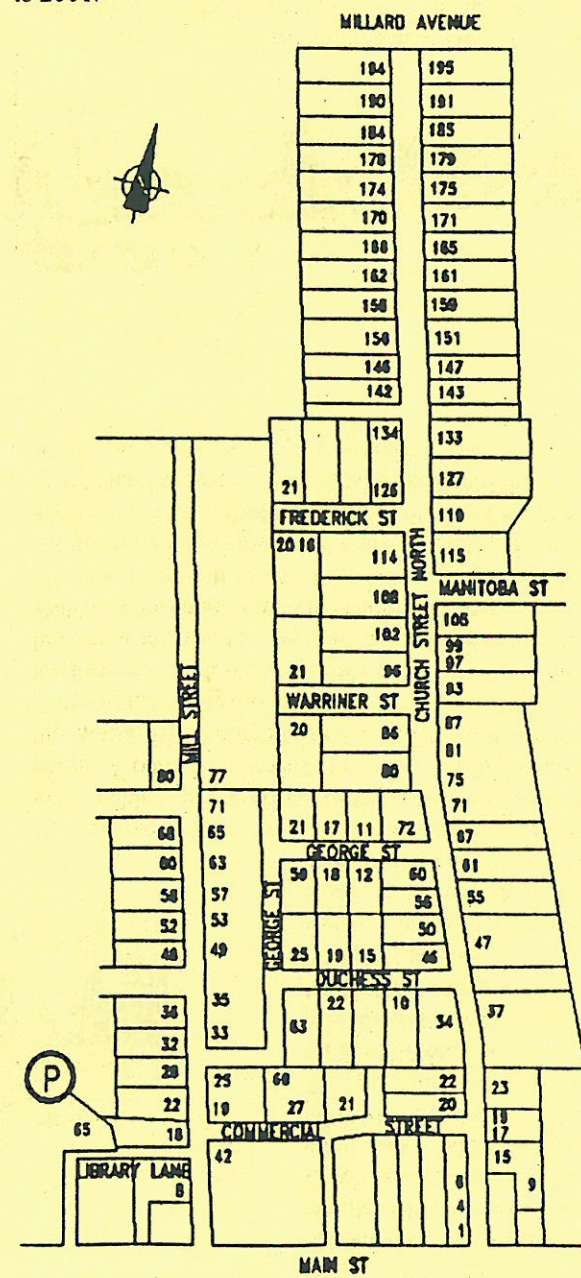 MILLARD AVENUE
194 195
190 191
184 185
178 179
174 175
170 171
166 165
162 161
158 159
150 151
146 147
142 143
134 133
127
21 126
FREDERICK ST
119
20 16
114 115
CHURCH STREET NORTH
MANITOBA ST
108
105
102
99
97
21 96
93
WARRINER ST
MILL STREET
20 86 87
81
80 77 80 75
71 71
21 17 11 72
68 65 67
GEORGE ST
60 63 59 18 12 60 61
58 57 56 55
GEORGE ST
52 53 50
48 49 25 19 15 46 47
DUCHESS ST
36 35 22 18 34 37
32 33 63
P
28 25 68 22 23
22 19 27 21 20 19
65 18 17
COMMERCIAL STREET
42 15
LIBRARY LANE
8 6 9
4
1
MAIN ST